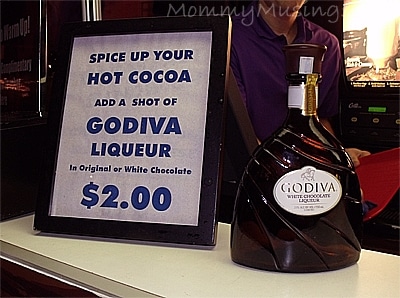 MommyMusings
SPICE UP YOUR
HOT COCOA
ADD A SHOT OF
GODIVA
LIQUEUR
In Original or White Chocolate
$2.00
GODIVA
WHITE CHOCOLATE
LIQUEUR